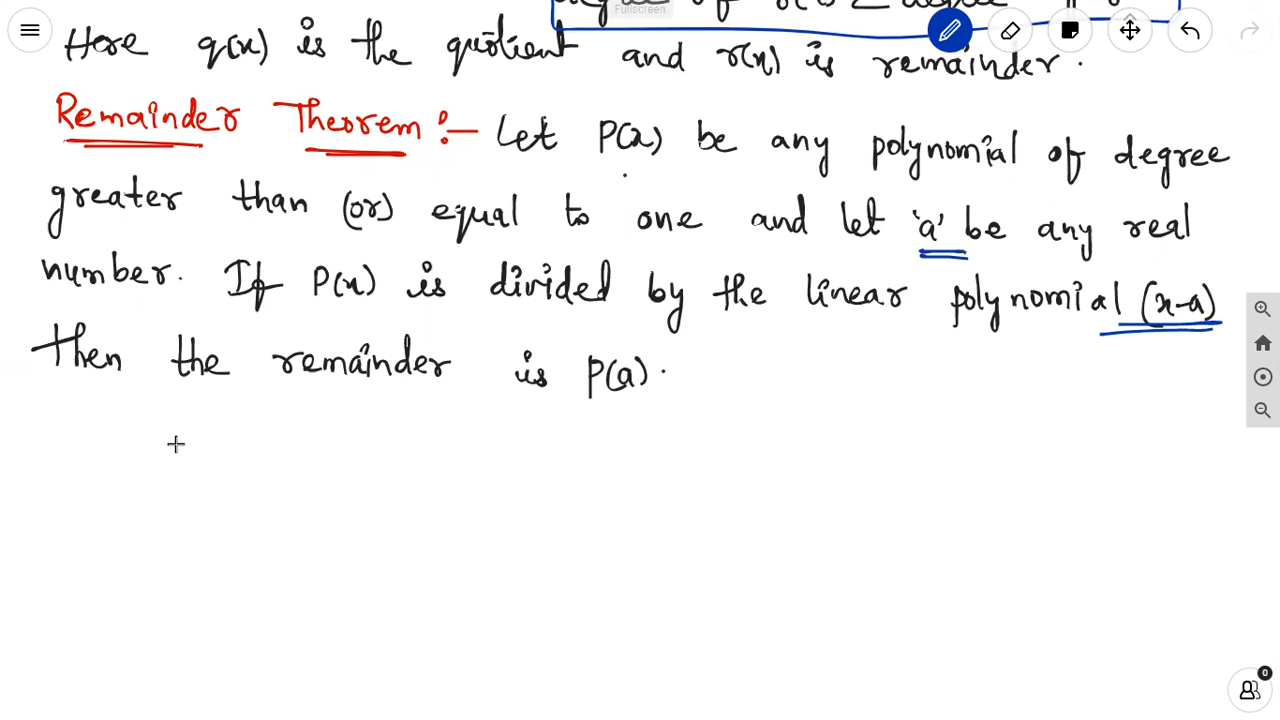 Fullscreen
Here q(x) is the quotient and r(x) is remainder.
Remainder Theorem :- Let P(x) be any polynomial of degree
greater than (or) equal to one and let 'a' be any real
number. If P(x) is divided by the linear polynomial (x-a)
Then the remainder is P(a).
0